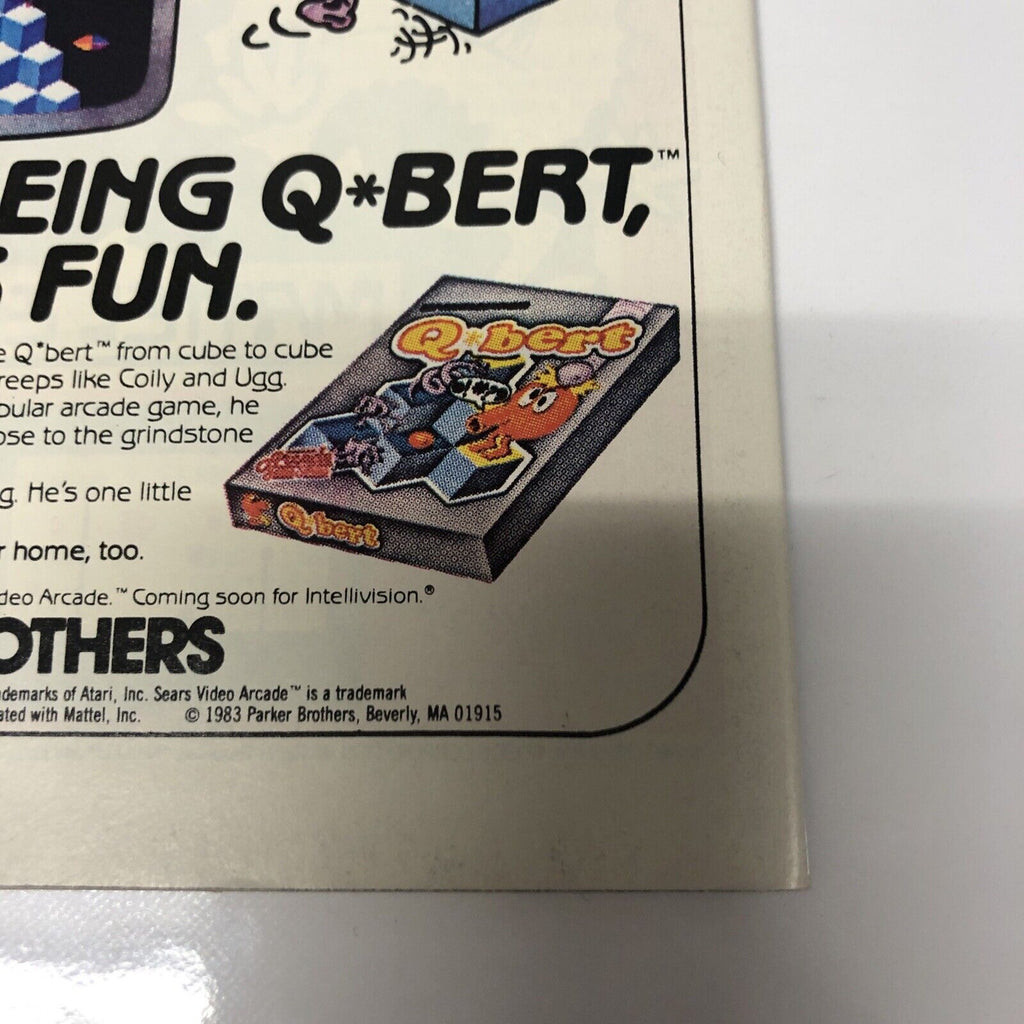 EING Q*BERT,™
S FUN.
e Q*bert™ from cube to cube
reeps like Coily and Ugg.
pular arcade game, he
ose to the grindstone
g. He's one little
r home, too.
Q*bert
Q*bert
deo Arcade.™ Coming soon for Intellivision.®
OTHERS
demarks of Atari, Inc. Sears Video Arcade™ is a trademark
ated with Mattel, Inc. © 1983 Parker Brothers, Beverly, MA 01915